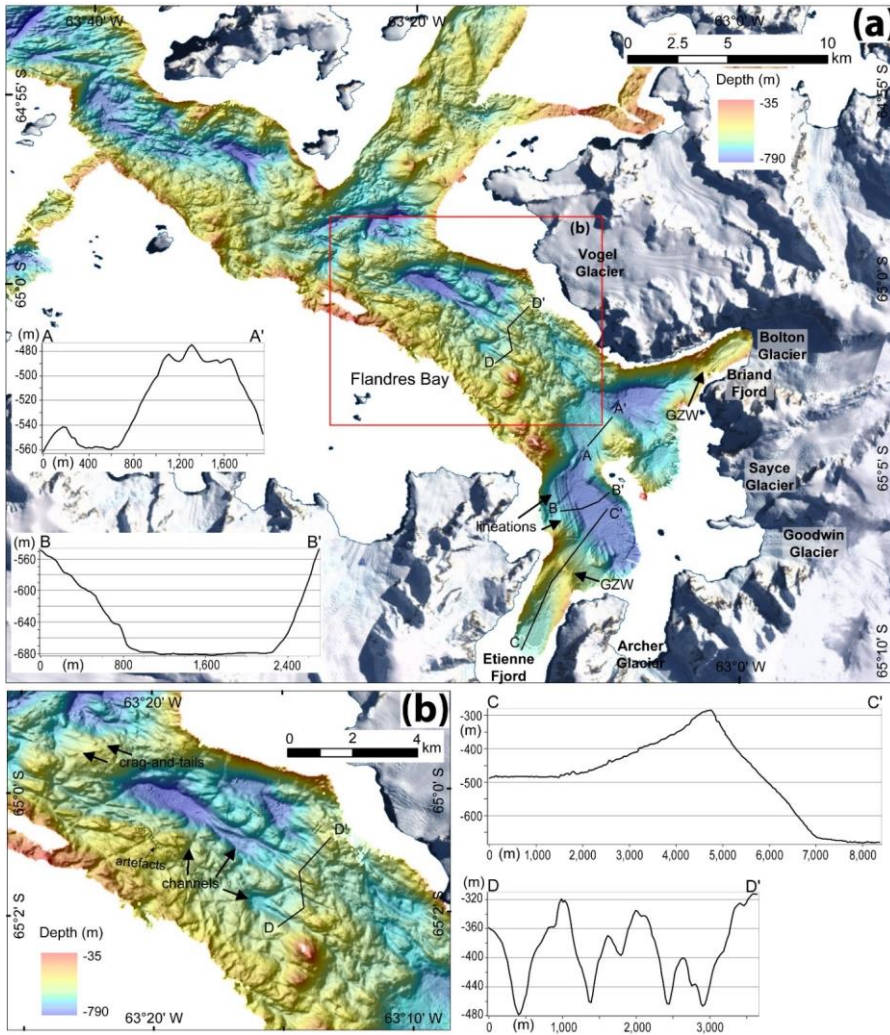 63°40' W
63°20' W
63°0' W
(a)
0 2.5 5 10
km
Depth (m)
-35
-790
64°55' S
64°55' S
(b)
Vogel
Glacier
65°0' S
65°0' S
D'
D
Bolton
Glacier
Briand
Fjord
GZW
Flandres Bay
A'
A
(m)
A
A'
-480
-500
-520
-540
-560
0
(m)
400
800
1,200
1,600
65°5' S
Sayce
Glacier
B'
B
C'
lineations
Goodwin
Glacier
(m)
B
B'
-560
-600
-640
-680
0
(m)
800
1,600
2,400
GZW
C
Etienne
Fjord
Archer
Glacier
63°0' W
65°10' S
63°20' W
(b)
0 2 4
km
crag-and-tails
65°0' S
65°0' S
artefacts
channels
D'
D
65°2' S
65°2' S
Depth (m)
-35
-790
63°20' W
63°10' W
C
C'
-300
(m)
-400
-500
-600
0
(m)
1,000
2,000
3,000
4,000
5,000
6,000
7,000
8,000
D
D'
(m)
-320
-360
-400
-440
-480
0
(m)
1,000
2,000
3,000